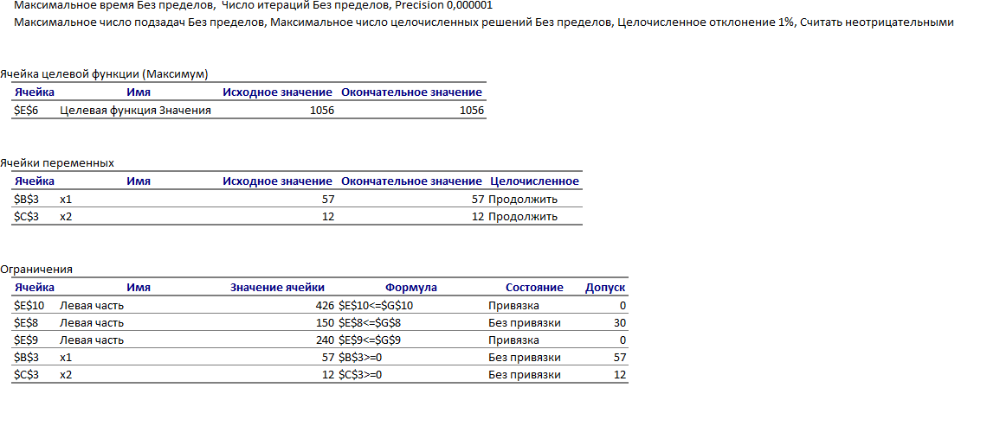 Максимальное время Без пределов,  Число итераций Без пределов, Precision 0,000001
Максимальное число подзадач Без пределов, Максимальное число целочисленных решений Без пределов, Целочисленное отклонение 1%, Считать неотрицательными
Ячейка целевой функции (Максимум)
Ячейка Имя Исходное значение Окончательное значение
$E$6 Целевая функция Значения 1056 1056
Ячейки переменных
Ячейка Имя Исходное значение Окончательное значение Целочисленное
$B$3 x1 57 57 Продолжить
$C$3 x2 12 12 Продолжить
Ограничения
Ячейка Имя Значение ячейки Формула Состояние Допуск
$E$10 Левая часть 426 $E$10<=$G$10 Привязка 0
$E$8 Левая часть 150 $E$8<=$G$8 Без привязки 30
$E$9 Левая часть 240 $E$9<=$G$9 Привязка 0
$B$3 x1 57 $B$3>=0 Без привязки 57
$C$3 x2 12 $C$3>=0 Без привязки 12